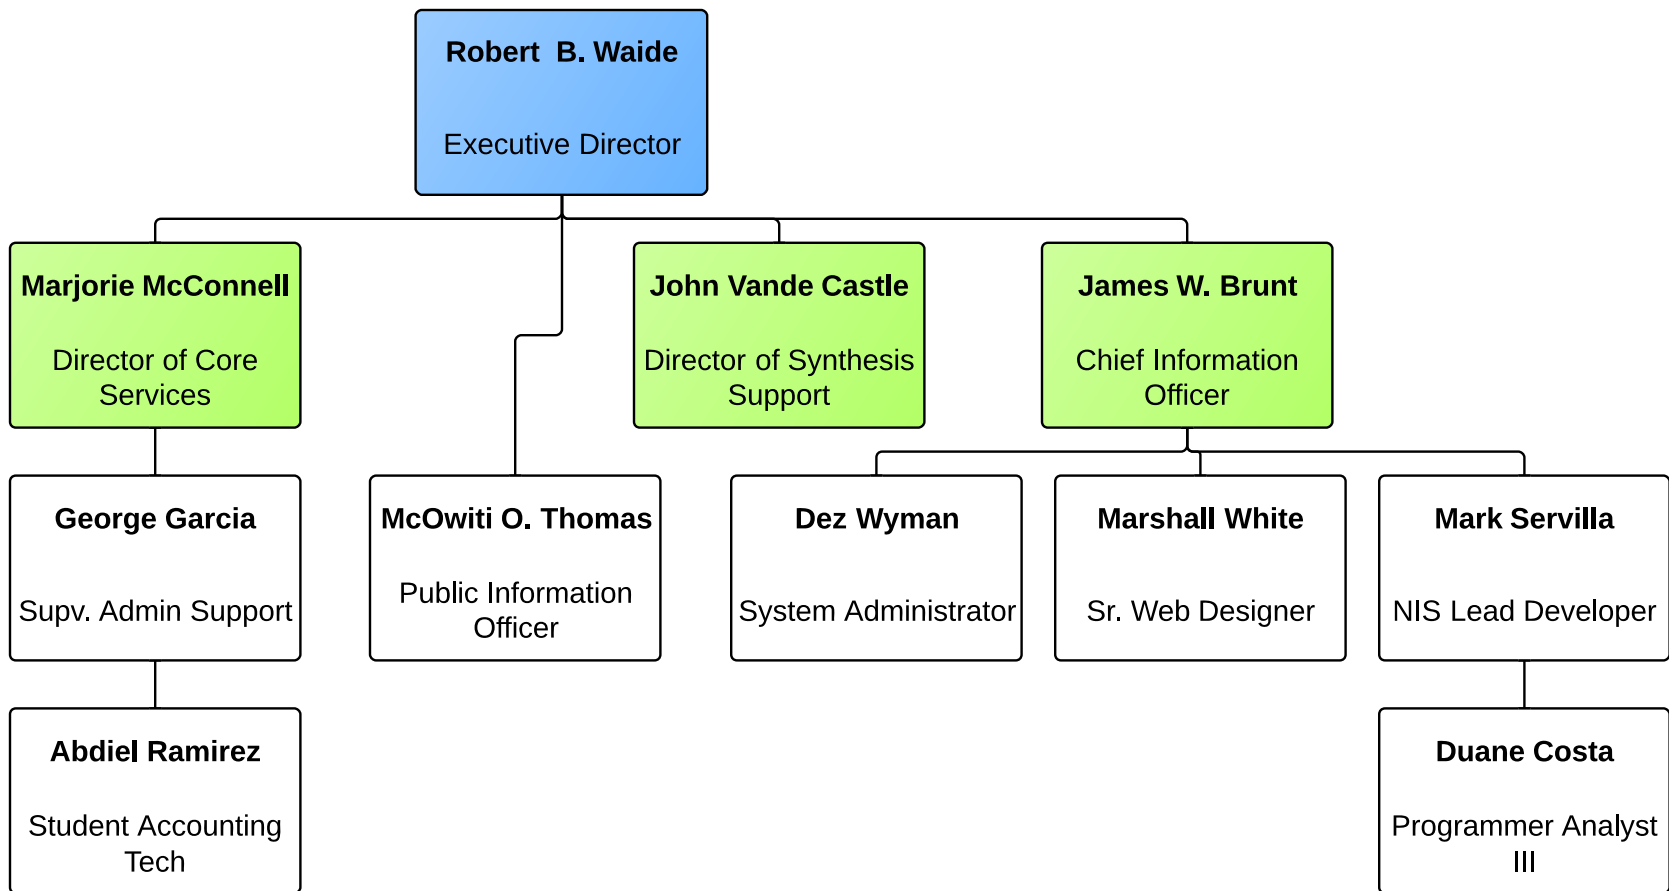 Robert B. Waide
Executive Director
Marjorie McConnell
Director of Core
Services
John Vande Castle
Director of Synthesis
Support
James W. Brunt
Chief Information
Officer
George Garcia
Supv. Admin Support
McOwiti O. Thomas
Public Information
Officer
Dez Wyman
System Administrator
Marshall White
Sr. Web Designer
Mark Servilla
NIS Lead Developer
Abdiel Ramirez
Student Accounting
Tech
Duane Costa
Programmer Analyst
III